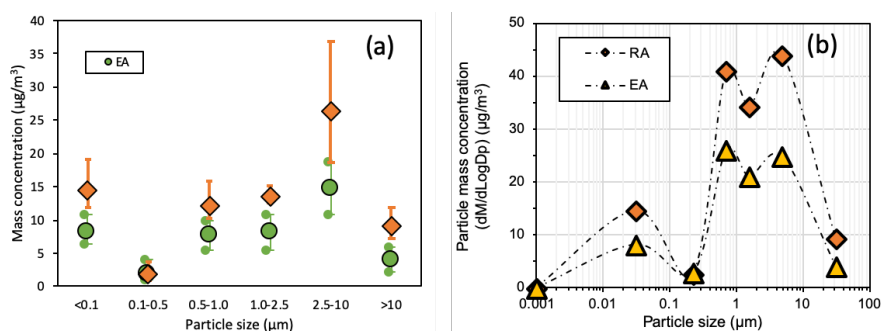 (a)
Mass concentration (µg/m³)
40
35
30
25
20
15
10
5
0
EA
<0.1 0.1-0.5 0.5-1.0 1.0-2.5 2.5-10 >10
Particle size (µm)
(b)
Particle mass concentration
(dM/dLogDp) (µg/m³)
50
40
30
20
10
0
RA
EA
0.001 0.01 0.1 1 10 100
Particle size (µm)